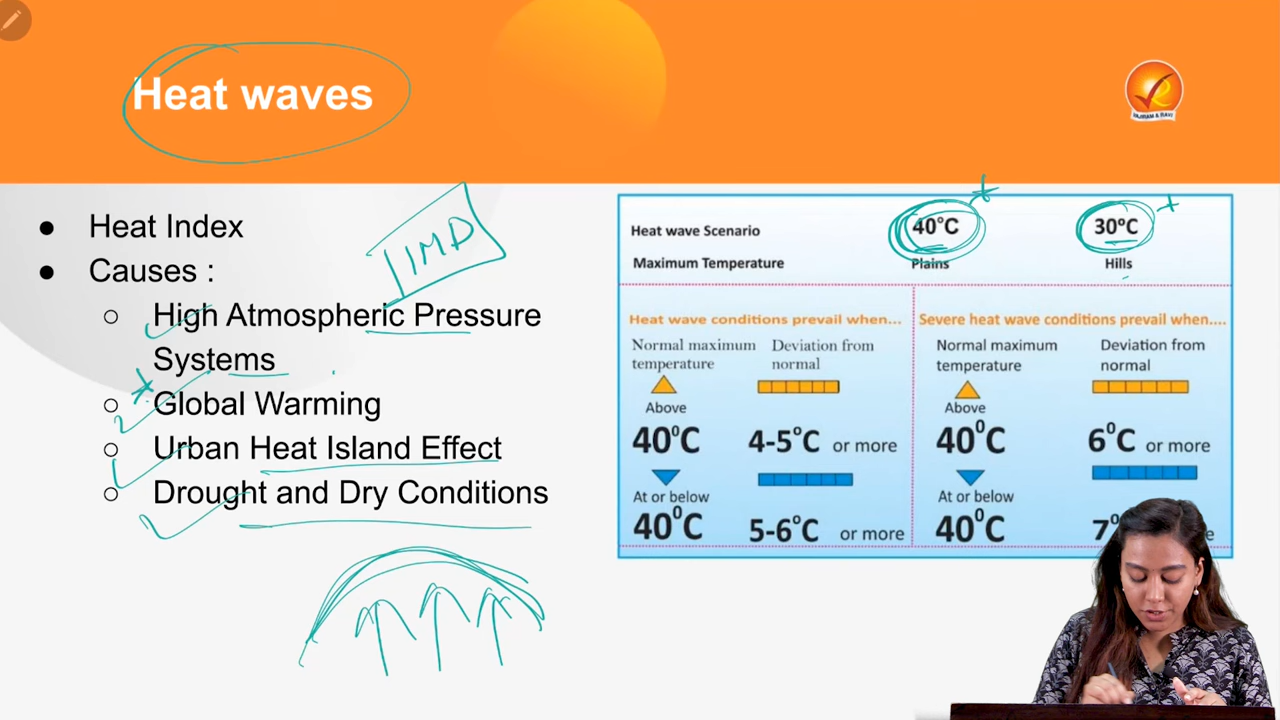 Heat waves
VAJIRAM & RAVI
● Heat Index
● Causes :
IMD
○ High Atmospheric Pressure
Systems
○ Global Warming
○ Urban Heat Island Effect
○ Drought and Dry Conditions
Heat wave Scenario 40°C 30°C
Maximum Temperature Plains Hills
Heat wave conditions prevail when...
Normal maximum Deviation from
temperature normal
Above
40°C 4-5°C or more
At or below
40°C 5-6°C or more
Severe heat wave conditions prevail when....
Normal maximum Deviation from
temperature normal
Above
40°C 6°C or more
At or below
40°C 7°